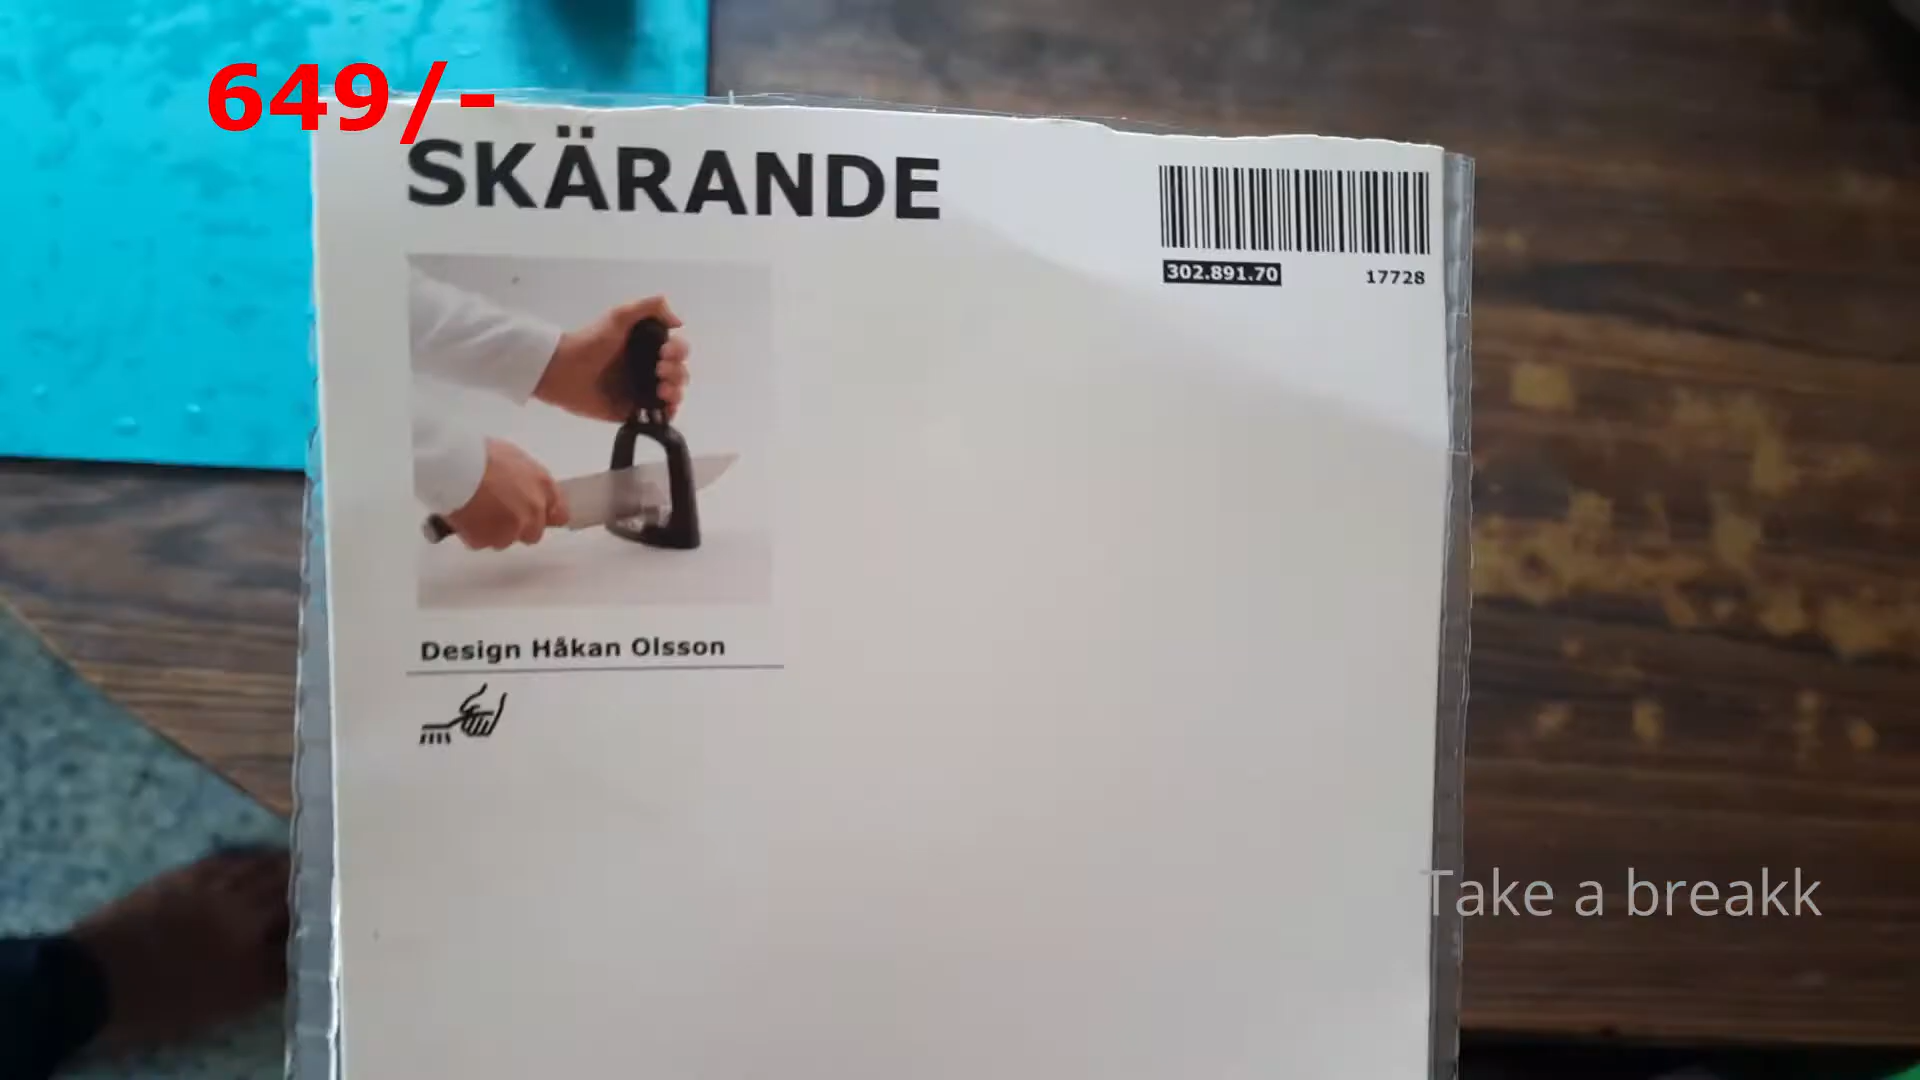 649/-
SKÄRANDE
302.891.70 17728
Design Håkan Olsson
Take a breakk